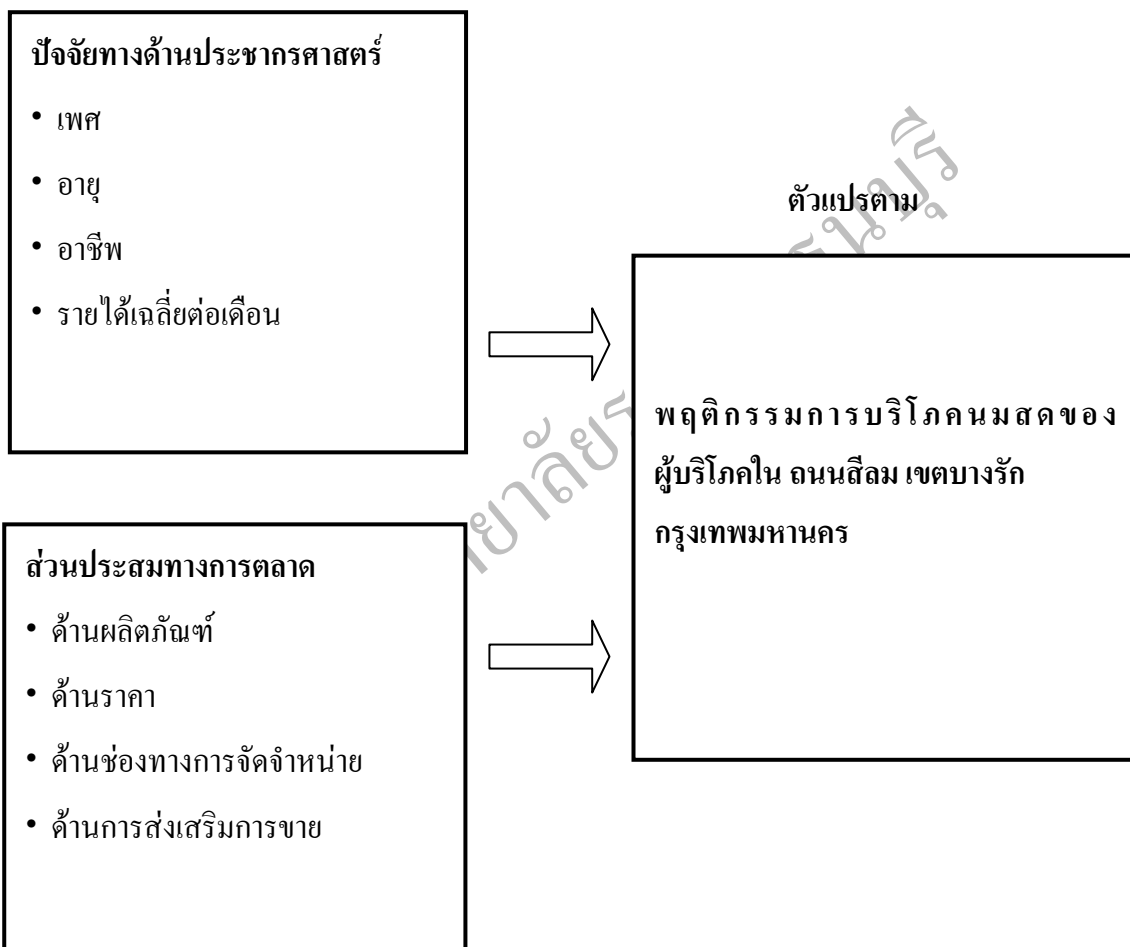 ปัจจัยทางด้านประชากรศาสตร์
• เพศ
• อายุ
• อาชีพ
• รายได้เฉลี่ยต่อเดือน
ส่วนประสมทางการตลาด
• ด้านผลิตภัณฑ์
• ด้านราคา
• ด้านช่องทางการจัดจำหน่าย
• ด้านการส่งเสริมการขาย
ตัวแปรตาม
พฤติกรรมการบริโภคนมสดของ
ผู้บริโภคใน ถนนสีลม เขตบางรัก
กรุงเทพมหานคร